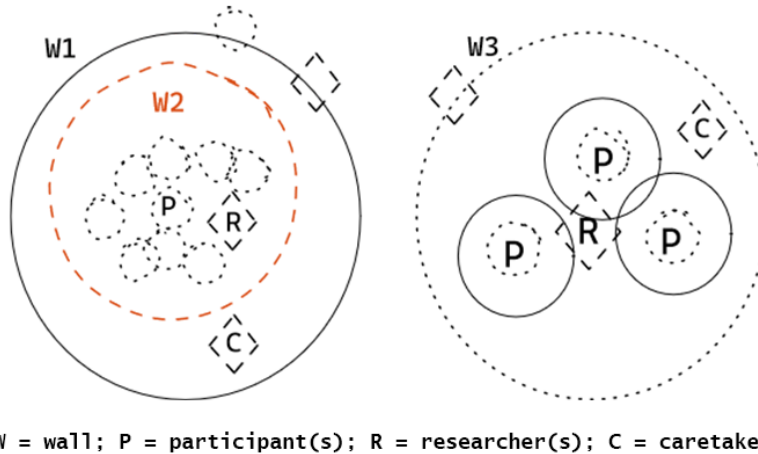 W1
W2
W3
P
R
C
P
C
R
P
P
W = wall; P = participant(s); R = researcher(s); C = caretake